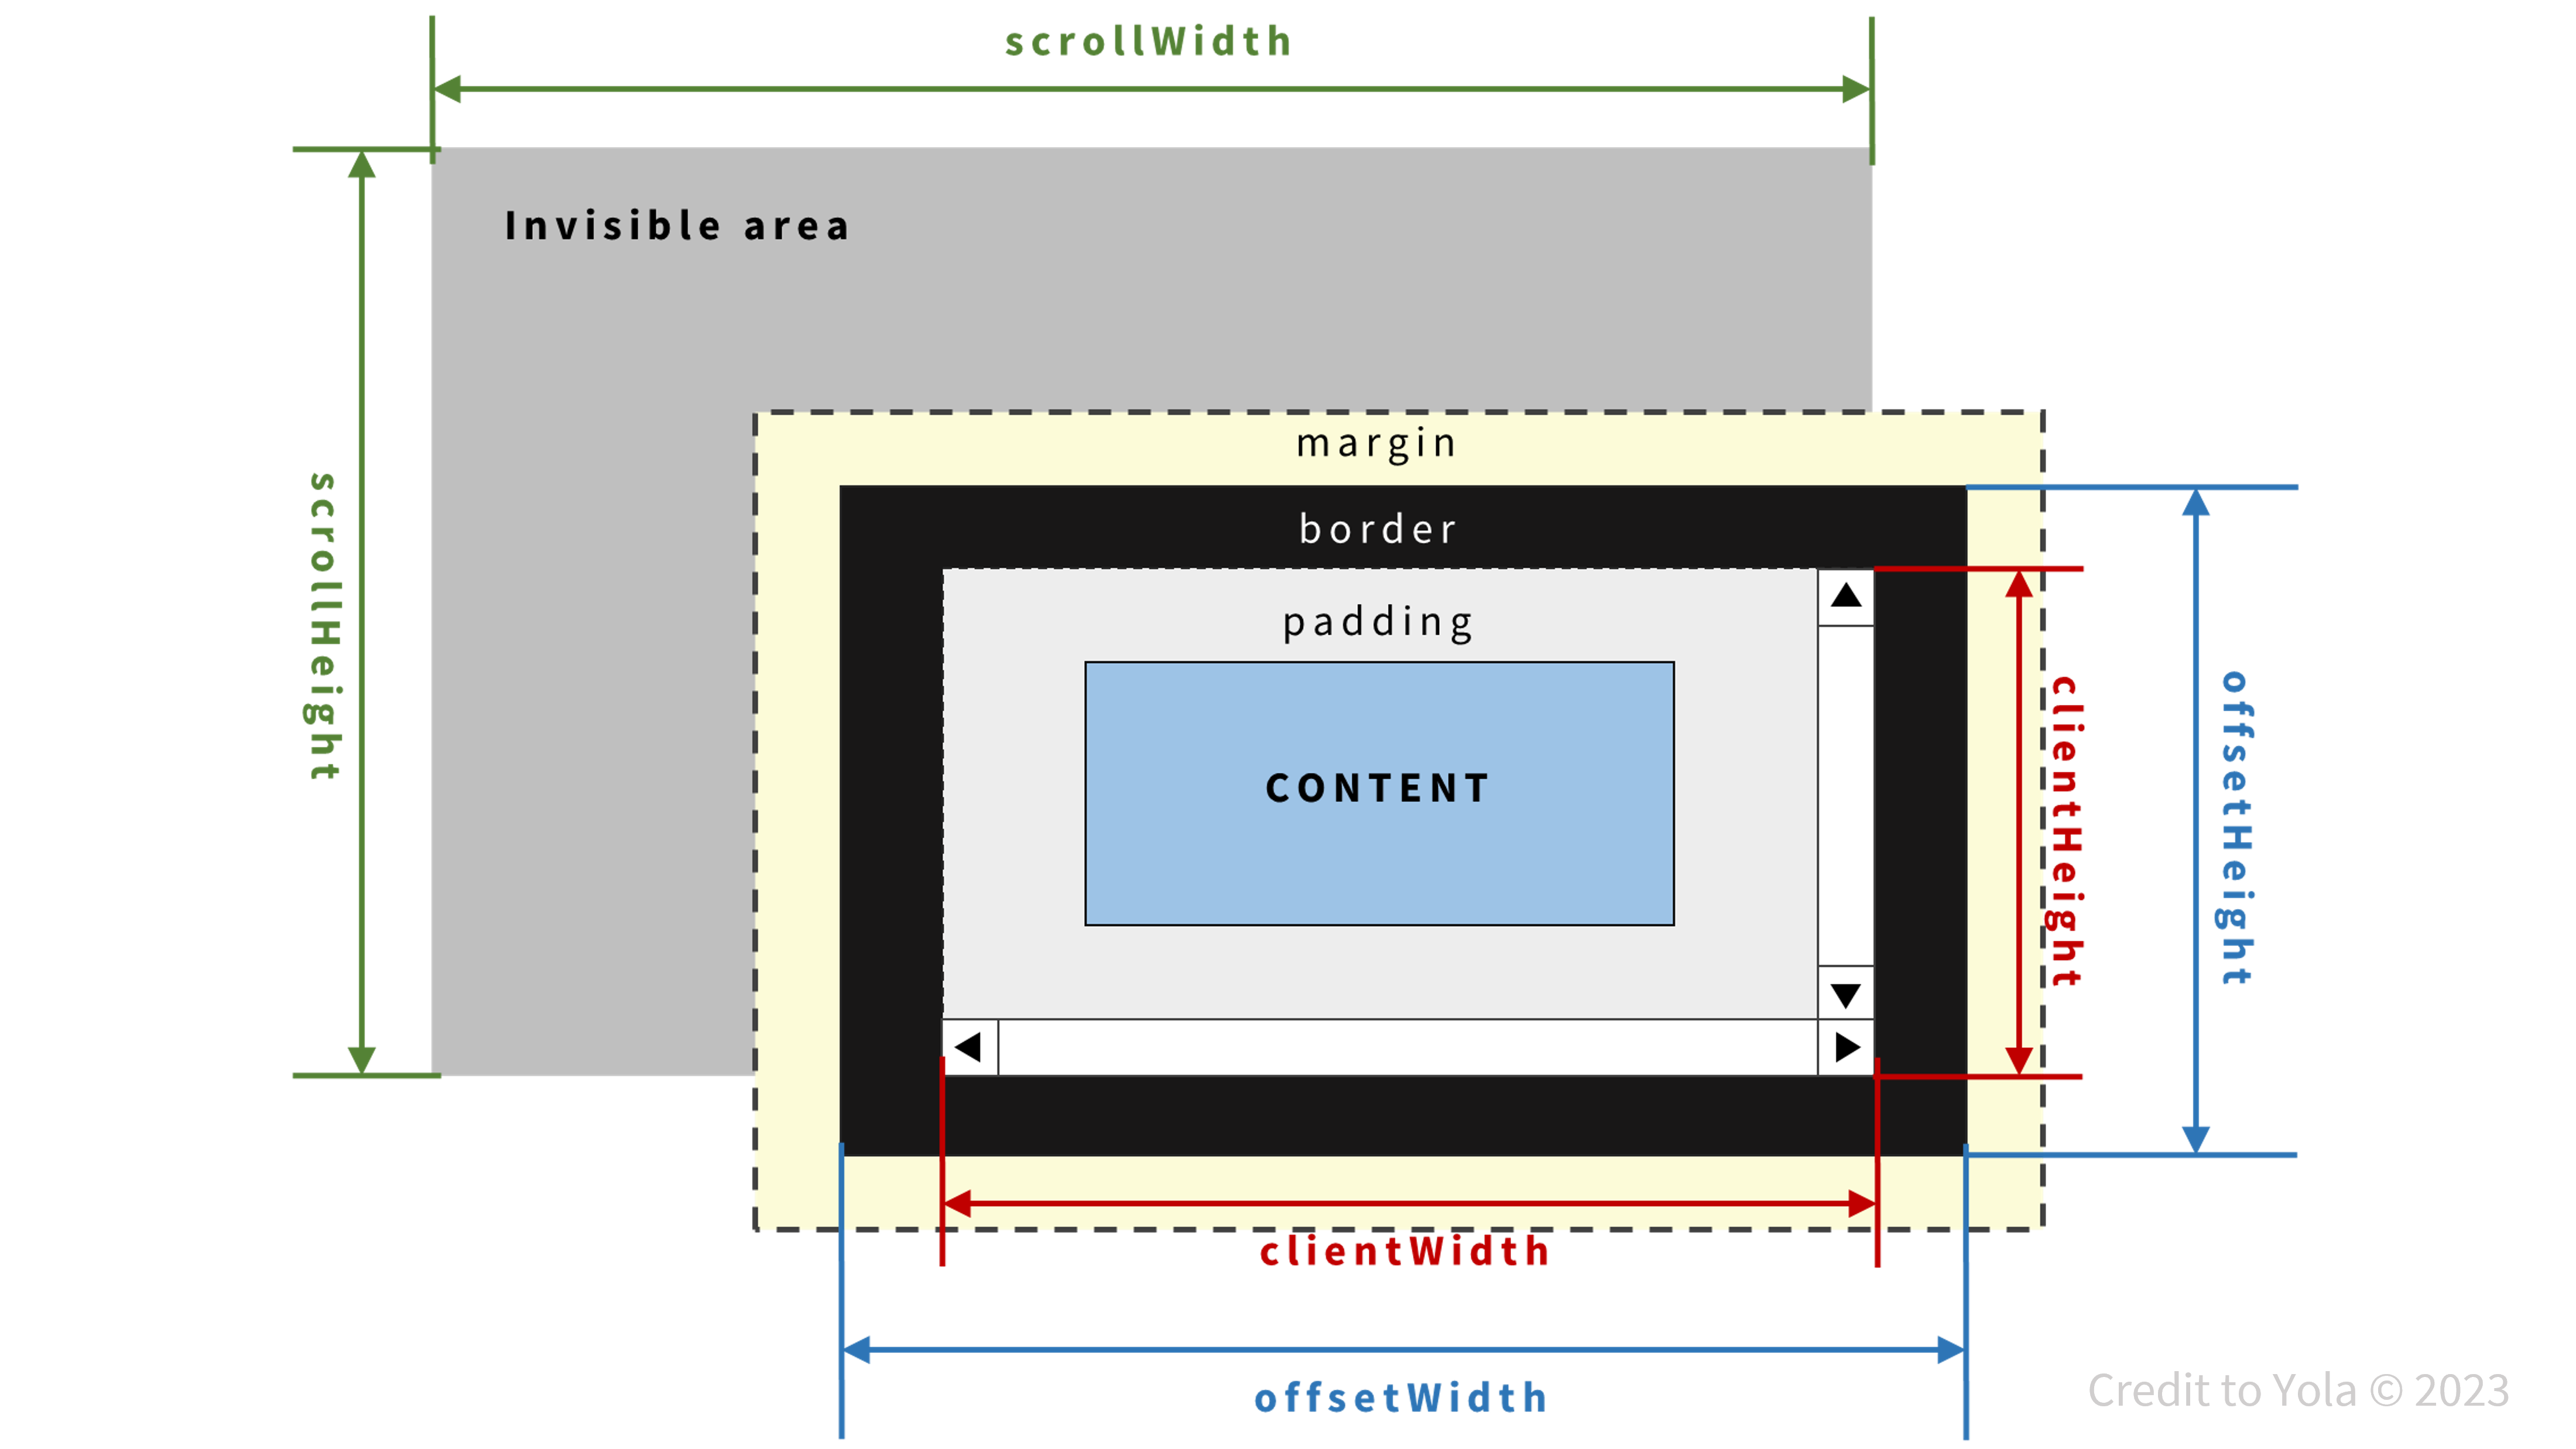 scrollWidth
Invisible area
scrollHeight
margin
border
padding
CONTENT
clientHeight
offsetHeight
clientWidth
offsetWidth
Credit to Yola © 2023